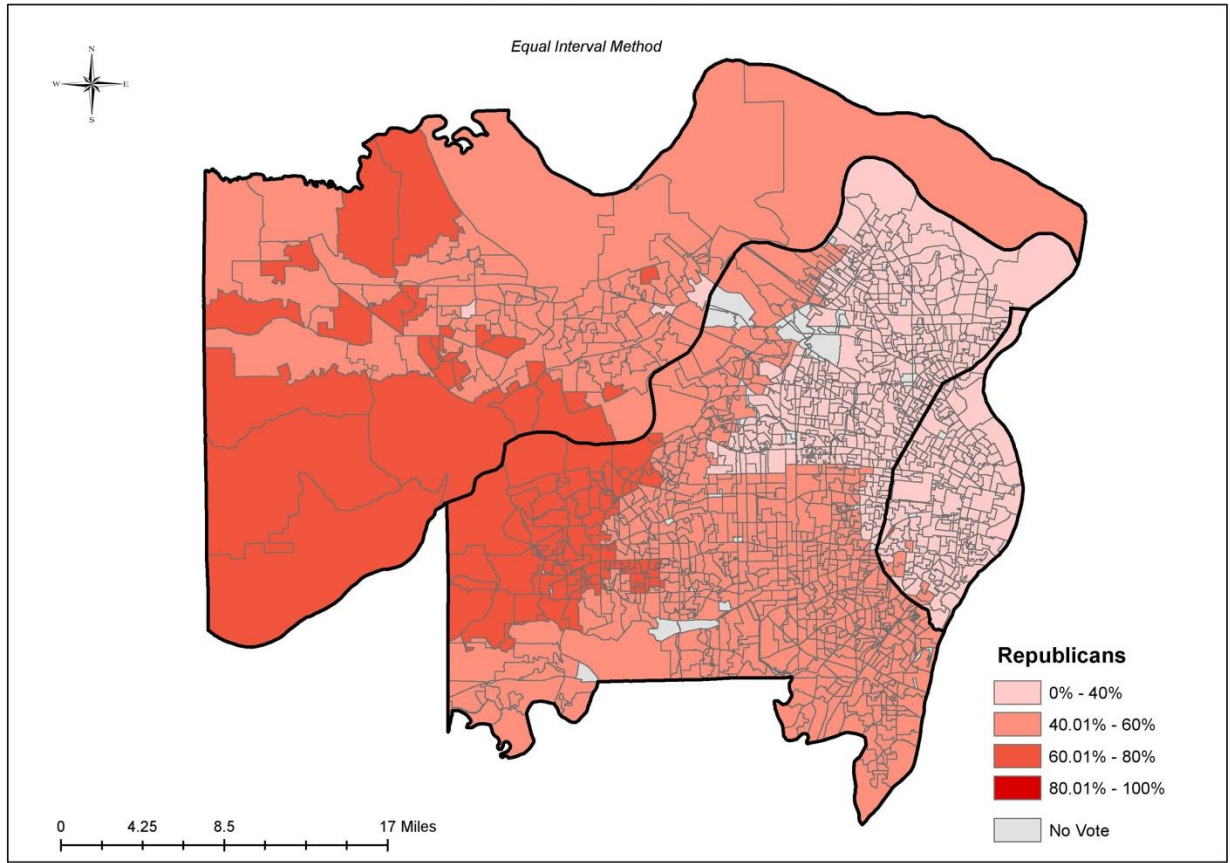 Equal Interval Method
N
W E
S
Republicans
0% - 40%
40.01% - 60%
60.01% - 80%
80.01% - 100%
No Vote
0 4.25 8.5 17 Miles